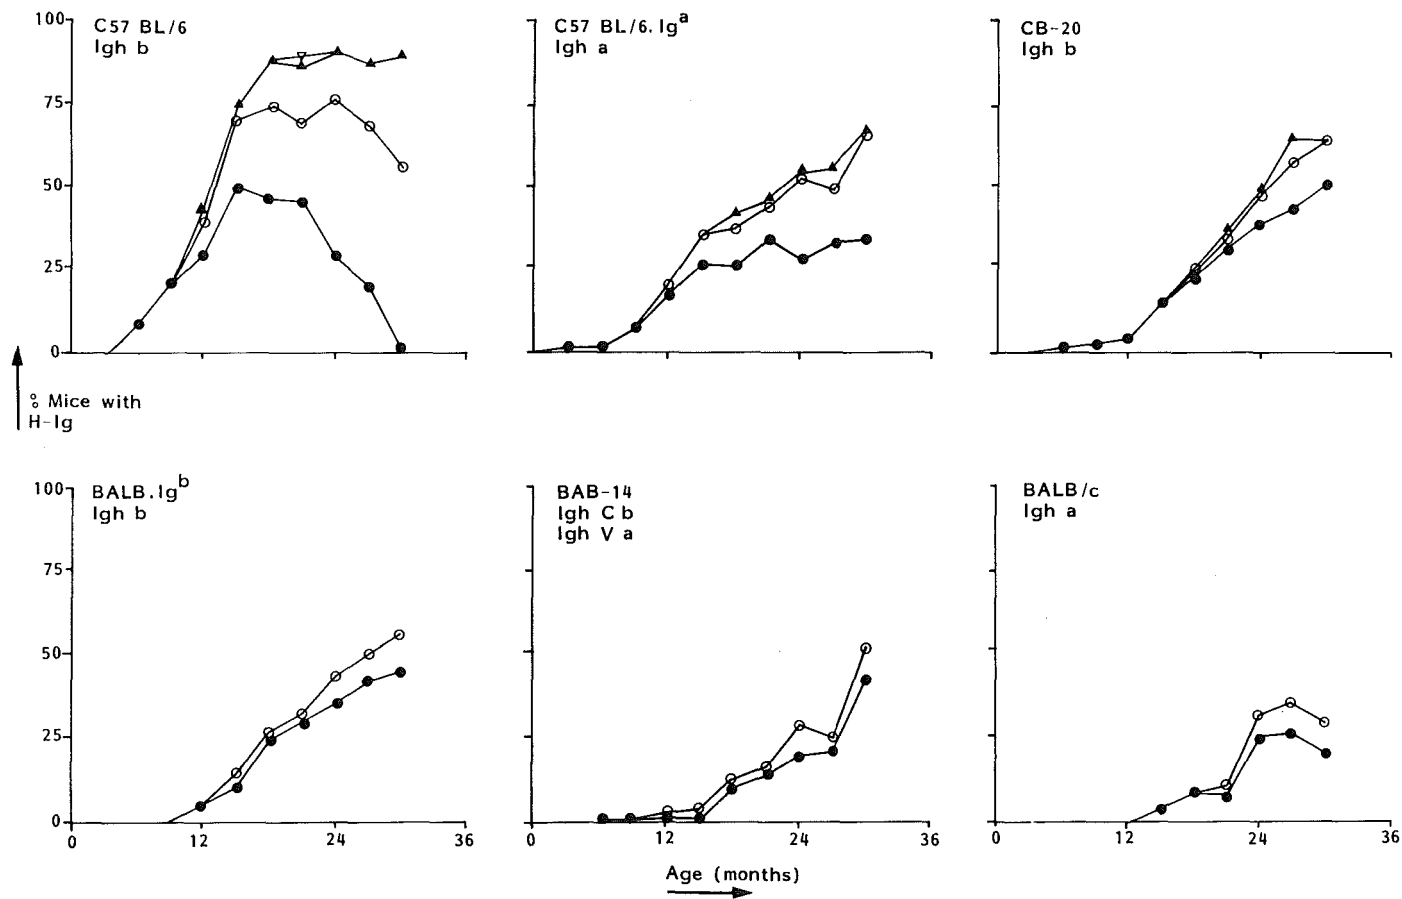 C57 BL/6
Igh b
100
75
50
25
0
C57 BL/6.Igᵃ
Igh a
CB-20
Igh b
% Mice with
H-Ig
BALB.Igᵇ
Igh b
100
75
50
25
0
0 12 24 36
BAB-14
Igh C b
Igh V a
0 12 24 36
BALB/c
Igh a
0 12 24 36
Age (months)